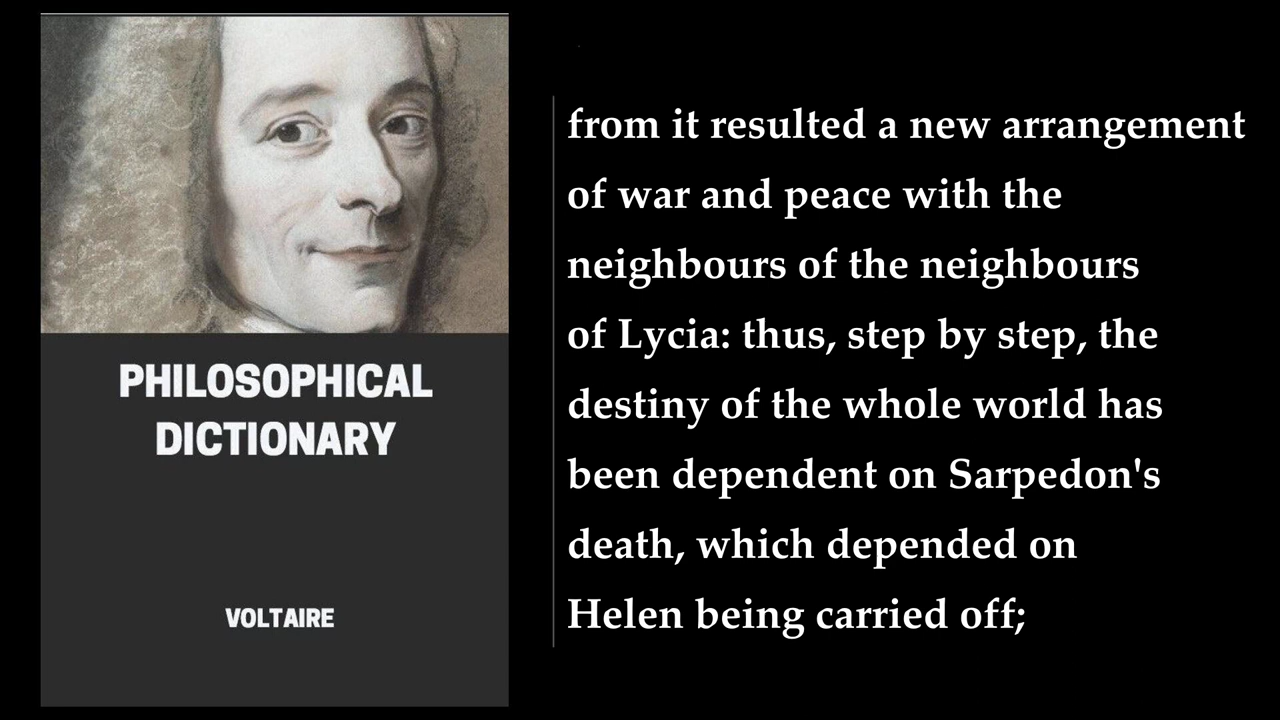 PHILOSOPHICAL
DICTIONARY
VOLTAIRE
from it resulted a new arrangement
of war and peace with the
neighbours of the neighbours
of Lycia: thus, step by step, the
destiny of the whole world has
been dependent on Sarpedon's
death, which depended on
Helen being carried off;